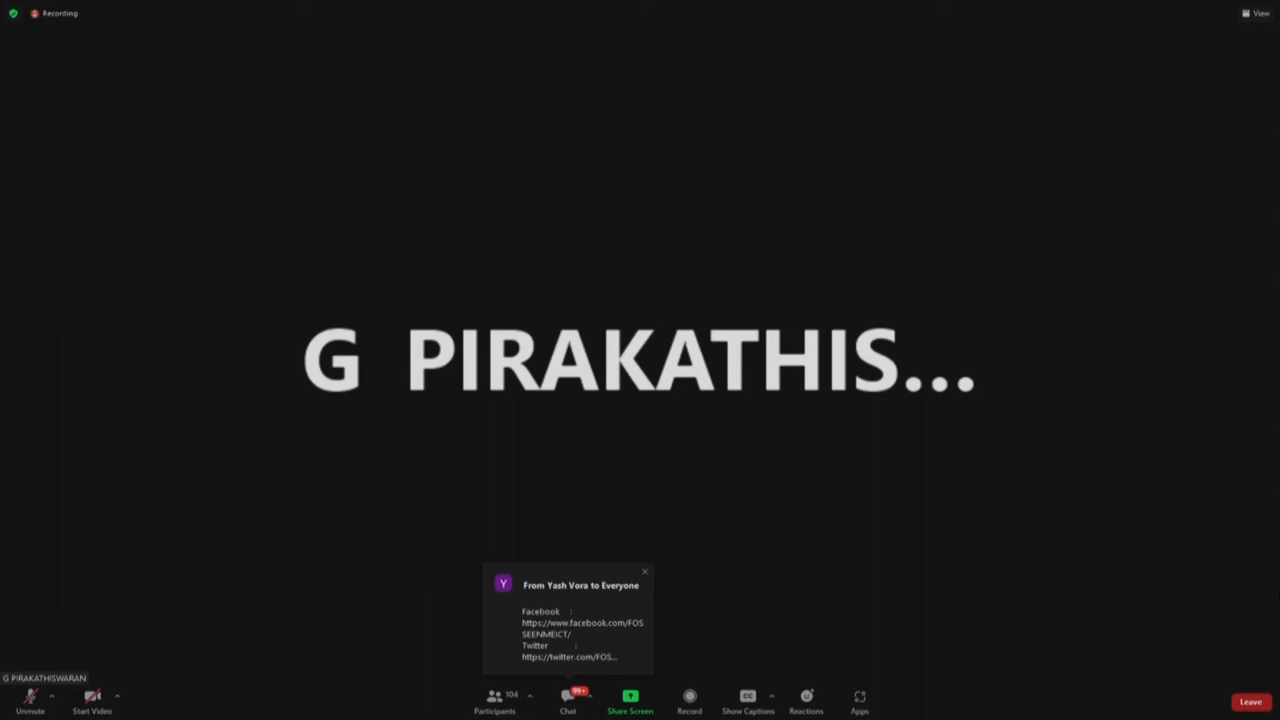 Recording
View
G PIRAKATHIS...
From Yash Vora to Everyone
Facebook :
https://www.facebook.com/FOS
SEENMEICT/
Twitter :
https://twitter.com/FOS...
G PIRAKATHISWARAN
Unmute
Start Video
104
Participants
99+
Chat
Share Screen
Record
CC
Show Captions
Reactions
Apps
Leave
Y